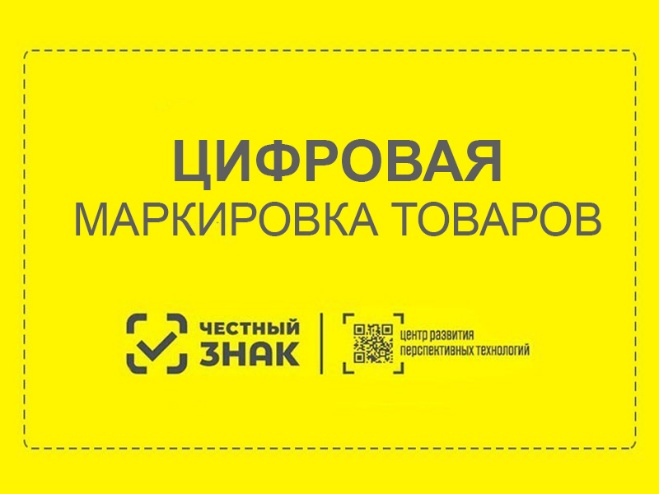 ЦИФРОВАЯ
МАРКИРОВКА ТОВАРОВ
ЧЕСТНЫЙ
ЗНАК
центр развития
перспективных технологий